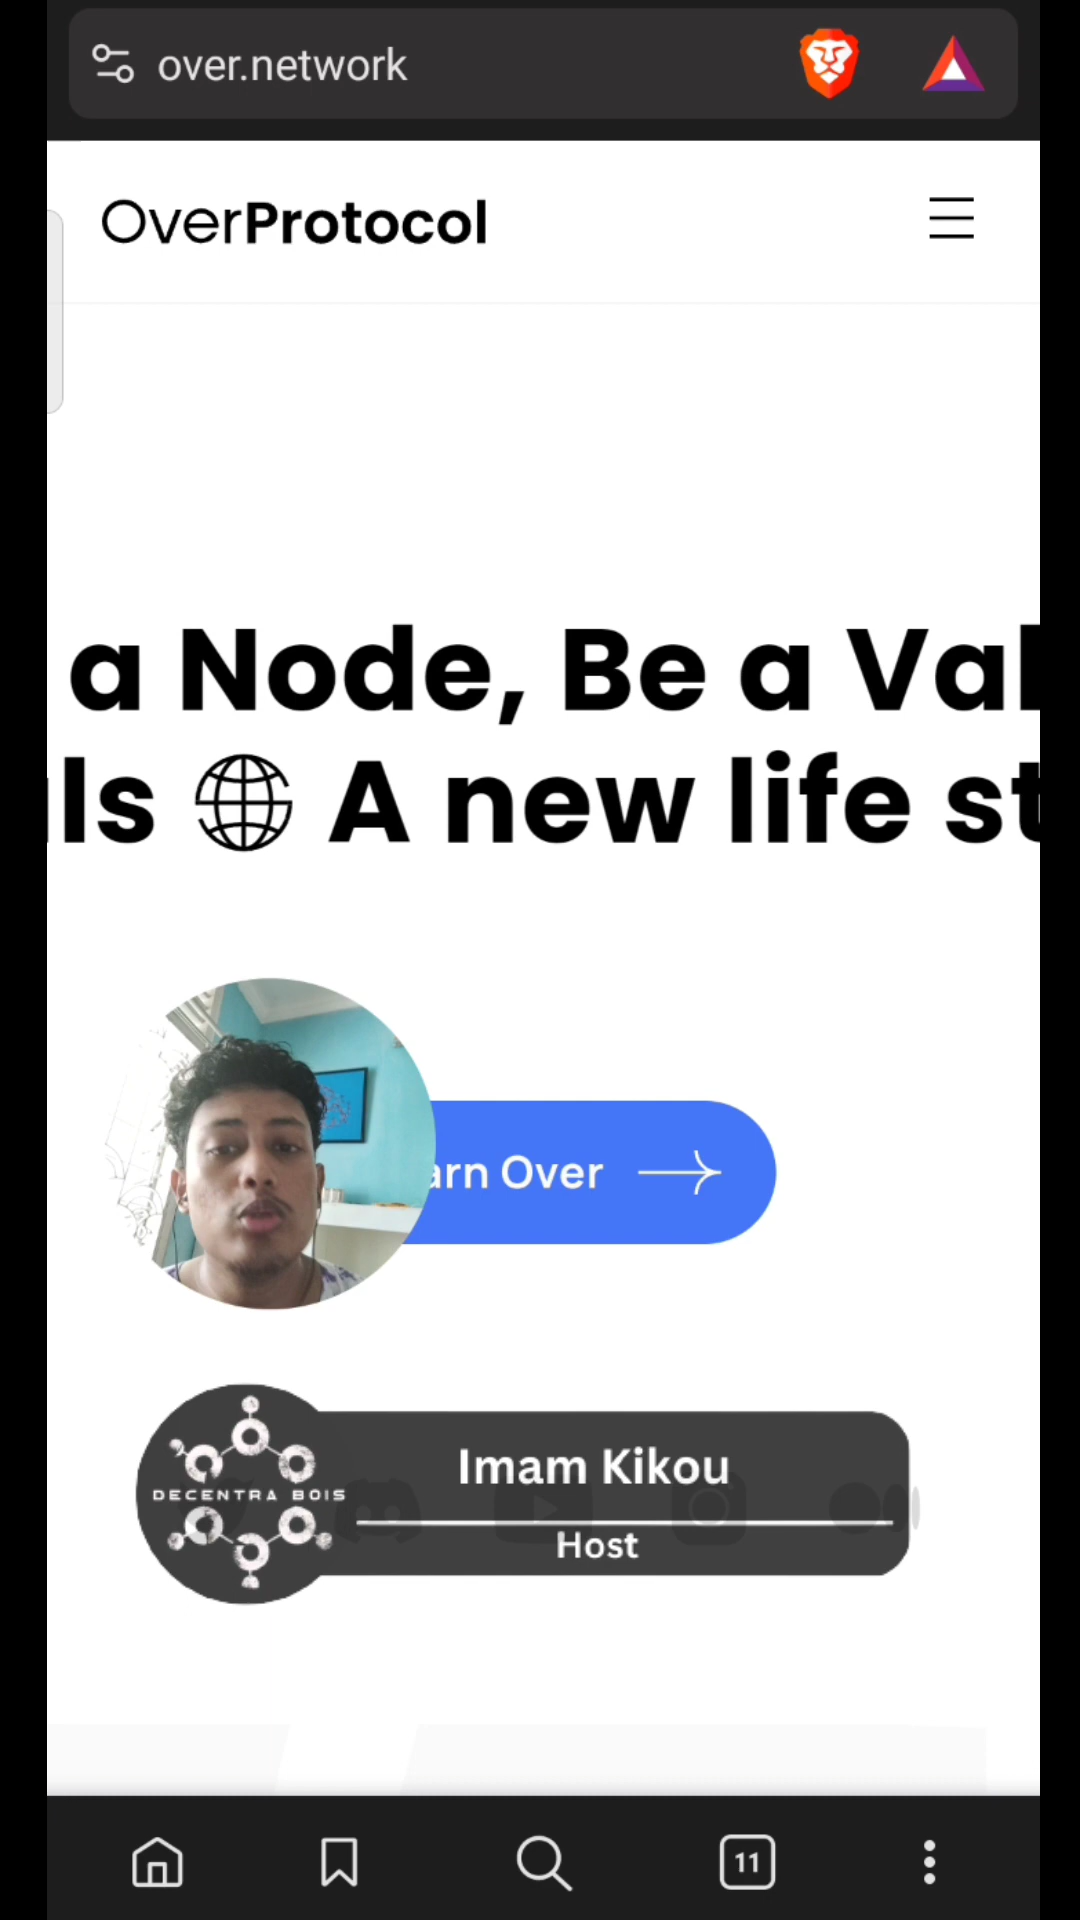 over.network
OverProtocol
a Node, Be a Val
ls A new life st
arn Over
Imam Kikou
DECENTRA BOIS
Host
11